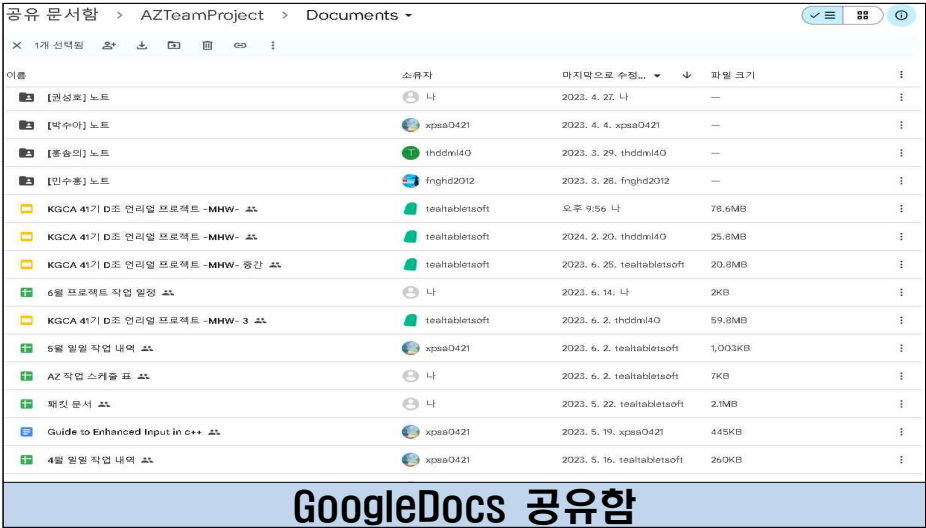 공유 문서함 > AZTeamProject > Documents
1개 선택됨
이름 소유자 마지막으로 수정... 파일 크기
[권성호] 노트 나 2023. 4. 27. 나 —
[박수아] 노트 xpsa0421 2023. 4. 4. xpsa0421 —
[홍송의] 노트 thddml40 2023. 3. 29. thddml40 —
[민수홍] 노트 fnghd2012 2023. 3. 28. fnghd2012 —
KGCA 41기 D조 언리얼 프로젝트 -MHW- tealtabletsoft 오후 9:56 나 78.6MB
KGCA 41기 D조 언리얼 프로젝트 -MHW- tealtabletsoft 2024. 2. 20. thddml40 25.8MB
KGCA 41기 D조 언리얼 프로젝트 -MHW- 중간 tealtabletsoft 2023. 6. 25. tealtabletsoft 20.8MB
6월 프로젝트 작업 일정 나 2023. 6. 14. 나 2KB
KGCA 41기 D조 언리얼 프로젝트 -MHW- 3 tealtabletsoft 2023. 6. 2. thddml40 59.8MB
5월 일일 작업 내역 xpsa0421 2023. 6. 2. tealtabletsoft 1,003KB
AZ 작업 스케줄 표 나 2023. 6. 2. tealtabletsoft 7KB
패킷 문서 나 2023. 5. 22. tealtabletsoft 2.1MB
Guide to Enhanced Input in c++ xpsa0421 2023. 5. 19. xpsa0421 445KB
4월 일일 작업 내역 xpsa0421 2023. 5. 16. tealtabletsoft 260KB
GoogleDocs 공유함